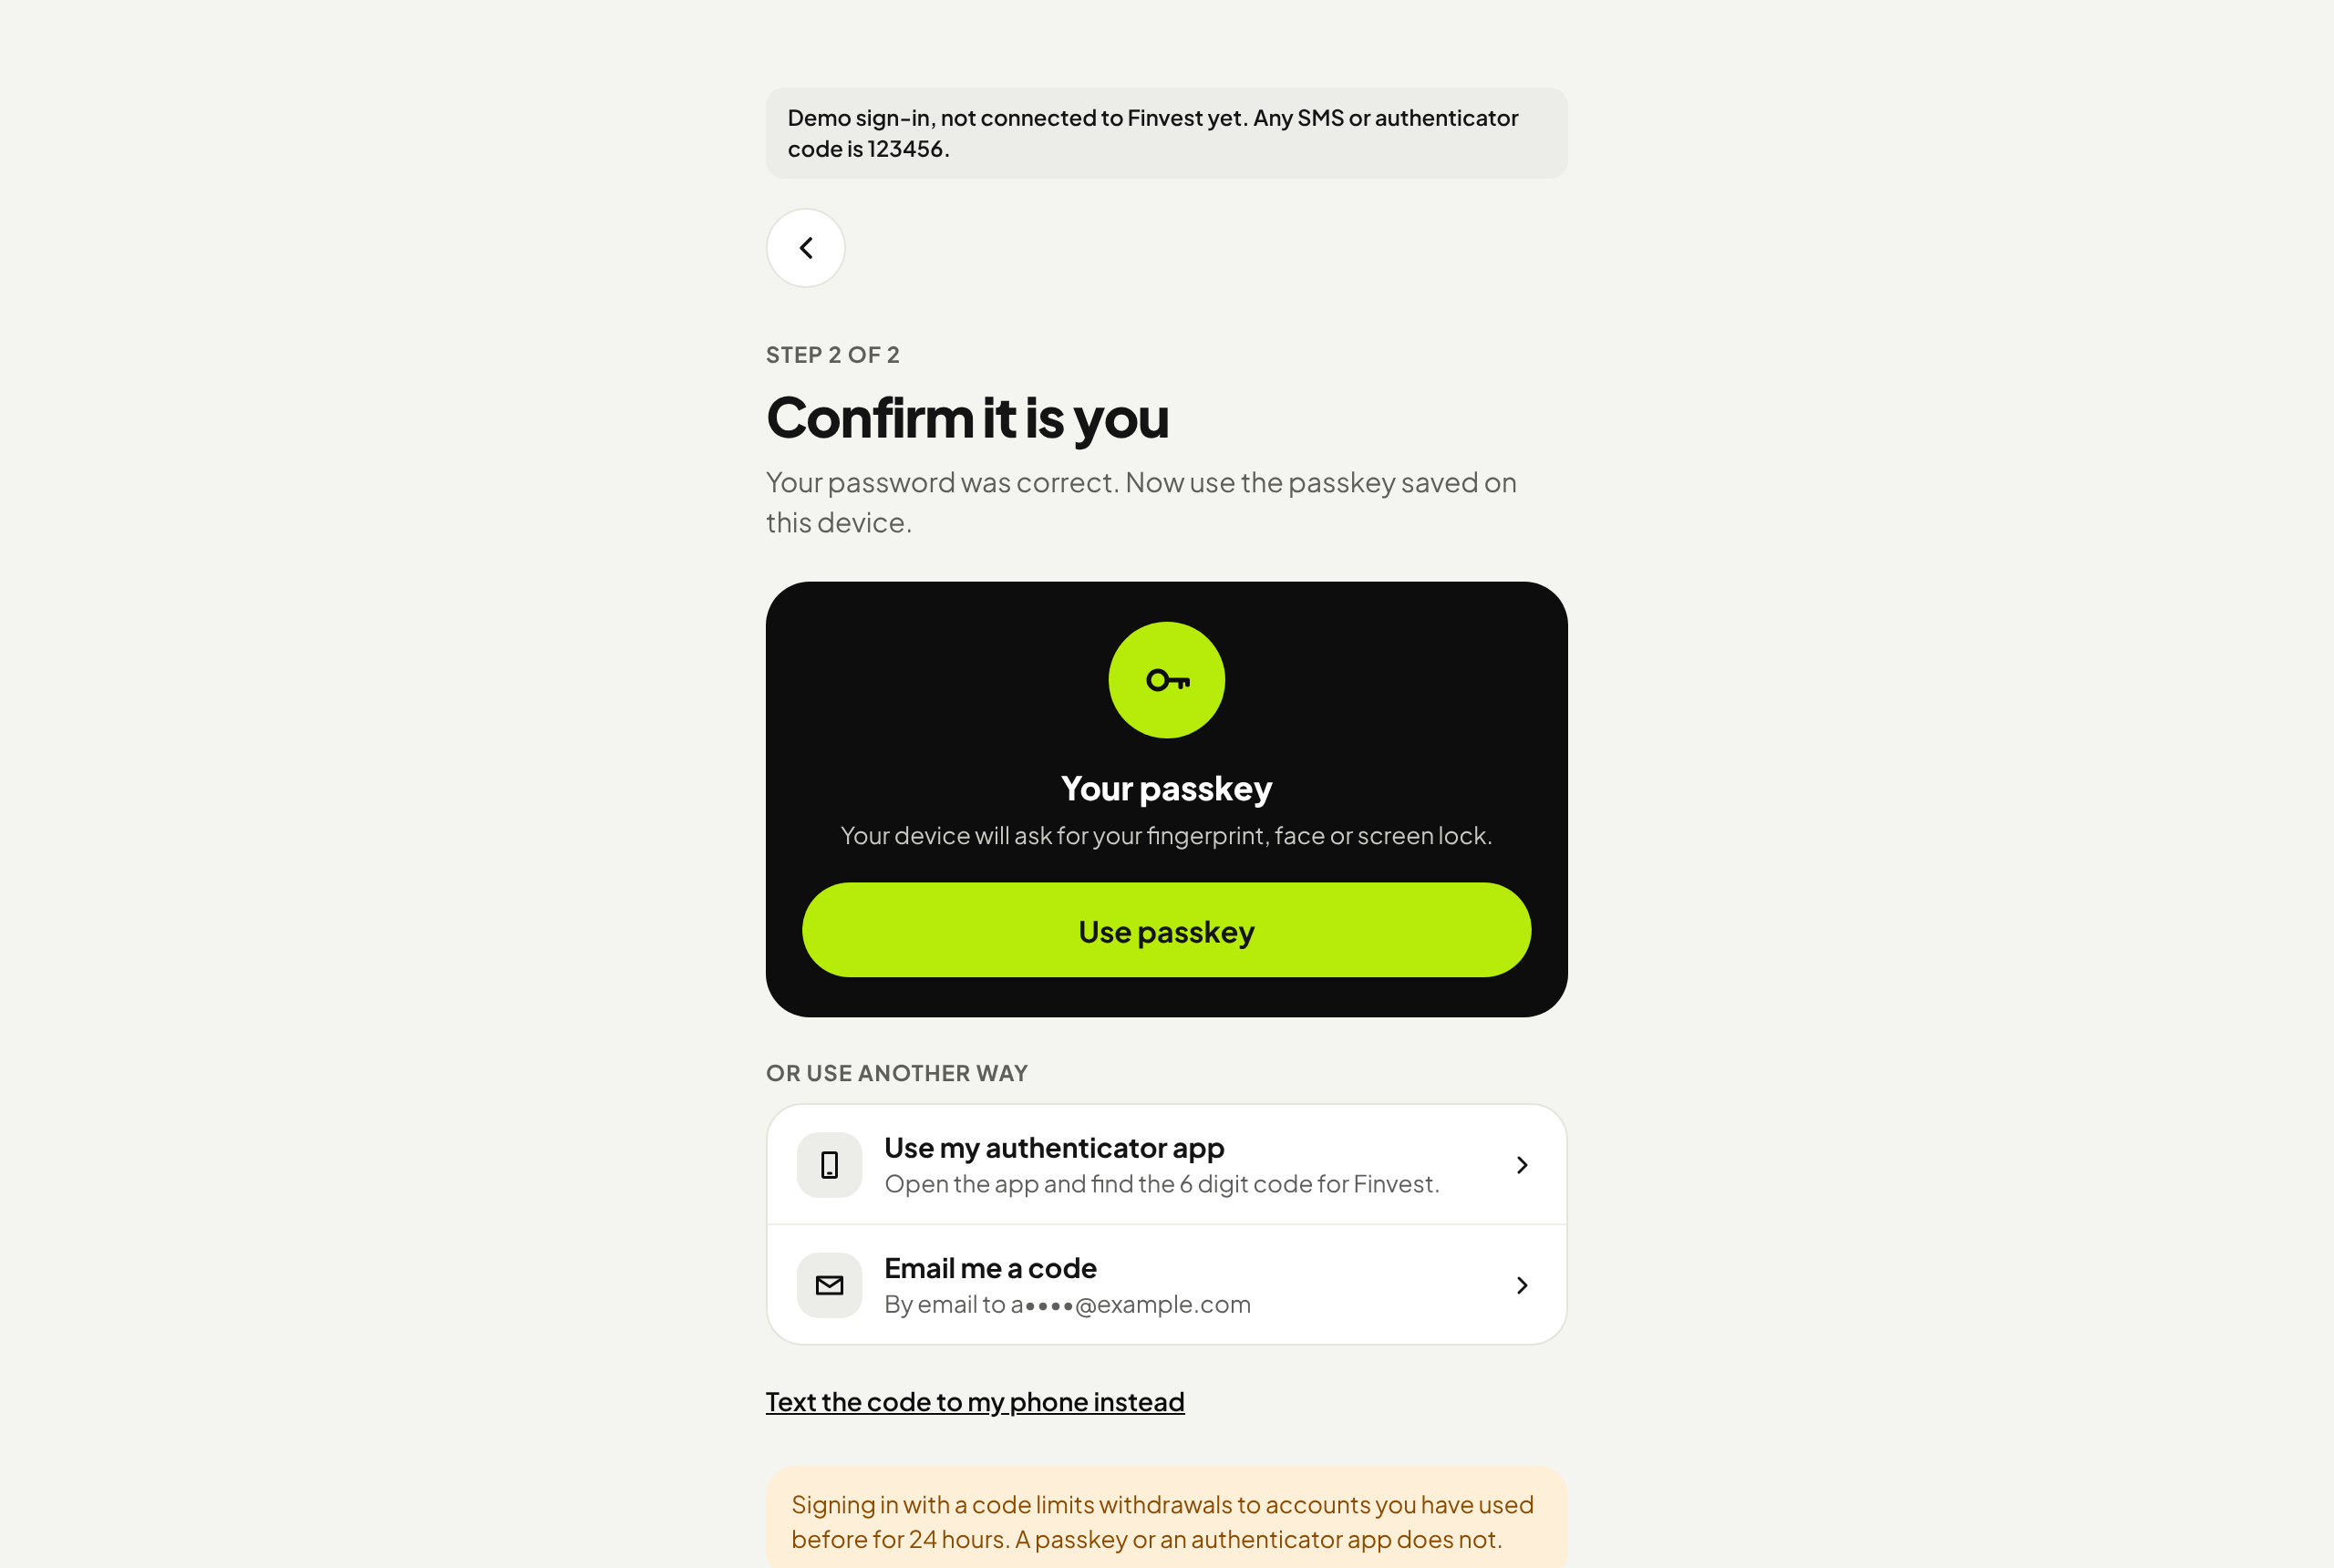 Demo sign-in, not connected to Finvest yet. Any SMS or authenticator
code is 123456.
STEP 2 OF 2
Confirm it is you
Your password was correct. Now use the passkey saved on
this device.
Your passkey
Your device will ask for your fingerprint, face or screen lock.
Use passkey
OR USE ANOTHER WAY
Use my authenticator app
Open the app and find the 6 digit code for Finvest.
Email me a code
By email to a••••@example.com
Text the code to my phone instead
Signing in with a code limits withdrawals to accounts you have used
before for 24 hours. A passkey or an authenticator app does not.